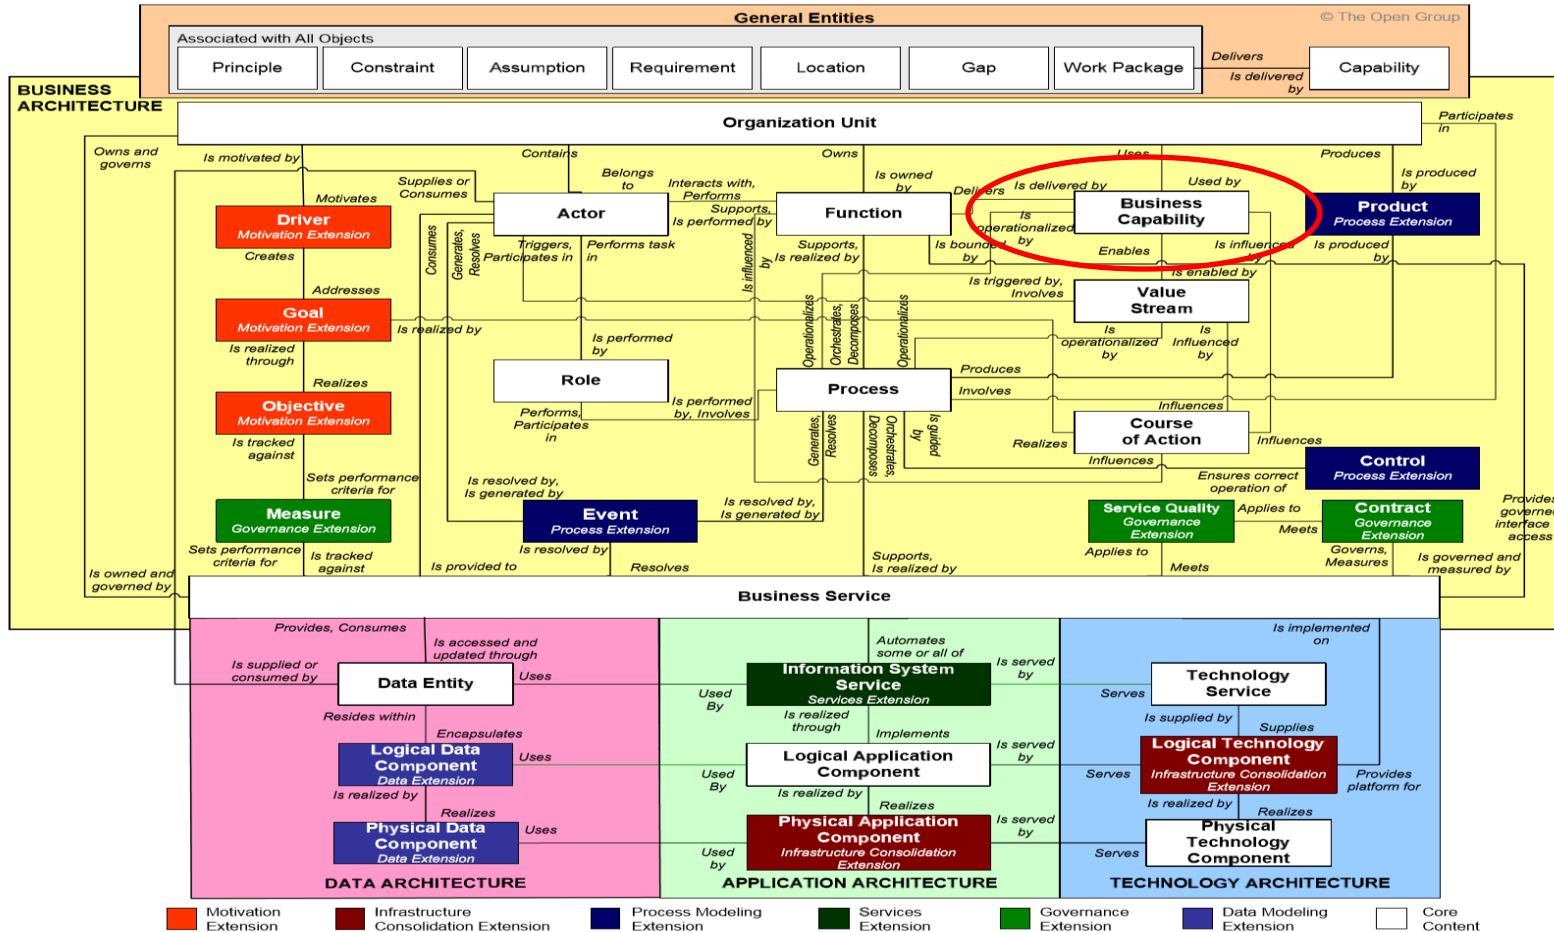 General Entities
© The Open Group
Associated with All Objects
Principle
Constraint
Assumption
Requirement
Location
Gap
Work Package
Delivers
Is delivered
by
Capability
BUSINESS
ARCHITECTURE
Organization Unit
Participates
in
Owns and
governs
Is motivated by
Contains
Owns
Uses
Produces
Supplies or
Consumes
Belongs
to
Interacts with,
Performs
Is owned
by
Delivers
Is delivered by
Used by
Is produced
by
Motivates
Driver
Motivation Extension
Actor
Supports,
Is performed by
Function
Business
Capability
Product
Process Extension
Is
operationalized
by
Creates
Consumes
Generates,
Resolves
Triggers,
Participates in
Performs task
in
Is influenced
by
Supports,
Is realized by
Is bounded
by
Enables
Is influenced
by
Is produced by
Is enabled by
Addresses
Goal
Motivation Extension
Is realized by
Is triggered by,
Involves
Value
Stream
Operationalizes
Orchestrates,
Decomposes
Operationalizes
Is
operationalized
by
Is
Influenced
by
Is realized
through
Is performed
by
Realizes
Role
Process
Produces
Involves
Objective
Motivation Extension
Performs,
Participates
in
Is performed
by, Involves
Influences
Generates,
Resolves
Orchestrates,
Decomposes
Is guided
by
Course
of Action
Realizes
Influences
Influences
Is tracked
against
Control
Process Extension
Ensures correct
operation of
Sets performance
criteria for
Is resolved by,
Is generated by
Measure
Governance Extension
Event
Process Extension
Is resolved by,
Is generated by
Service Quality
Governance
Extension
Applies to
Meets
Contract
Governance
Extension
Provides
governed
interface
access
Sets performance
criteria for
Is tracked
against
Is resolved by
Resolves
Is provided to
Supports,
Is realized by
Applies to
Meets
Governs,
Measures
Is governed and
measured by
Is owned and
governed by
Business Service
Provides, Consumes
Is accessed and
updated through
Automates
some or all of
Is implemented
on
Is supplied or
consumed by
Data Entity
Uses
Used
By
Information System
Service
Services Extension
Is served
by
Serves
Technology
Service
Resides within
Encapsulates
Is realized
through
Implements
Is supplied by
Supplies
Logical Data
Component
Data Extension
Uses
Used
By
Logical Application
Component
Is served
by
Serves
Logical Technology
Component
Infrastructure Consolidation
Extension
Provides
platform for
Is realized by
Realizes
Is realized by
Realizes
Is realized by
Realizes
Physical Data
Component
Data Extension
Uses
Used
by
Physical Application
Component
Infrastructure Consolidation
Extension
Is served
by
Serves
Physical
Technology
Component
DATA ARCHITECTURE
APPLICATION ARCHITECTURE
TECHNOLOGY ARCHITECTURE
Motivation
Extension
Infrastructure
Consolidation Extension
Process Modeling
Extension
Services
Extension
Governance
Extension
Data Modeling
Extension
Core
Content